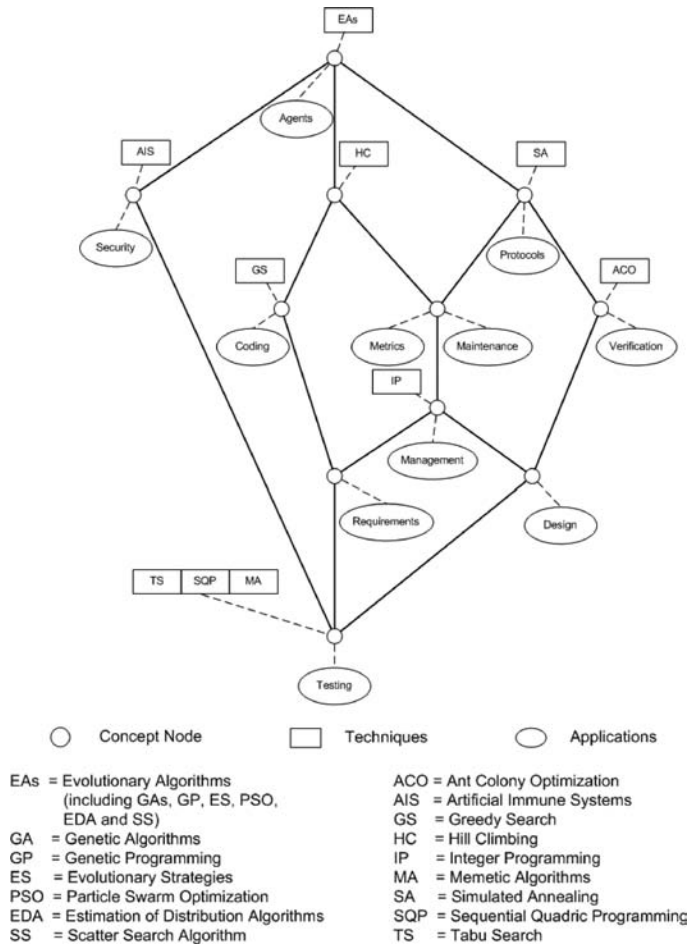 EAs
Agents
AIS
HC
SA
Security
Protocols
GS
ACO
Coding
Metrics
Maintenance
Verification
IP
Management
Requirements
Design
TS SQP MA
Testing
Concept Node Techniques Applications
EAs = Evolutionary Algorithms
(including GAs, GP, ES, PSO,
EDA and SS)
GA = Genetic Algorithms
GP = Genetic Programming
ES = Evolutionary Strategies
PSO = Particle Swarm Optimization
EDA = Estimation of Distribution Algorithms
SS = Scatter Search Algorithm
ACO = Ant Colony Optimization
AIS = Artificial Immune Systems
GS = Greedy Search
HC = Hill Climbing
IP = Integer Programming
MA = Memetic Algorithms
SA = Simulated Annealing
SQP = Sequential Quadric Programming
TS = Tabu Search